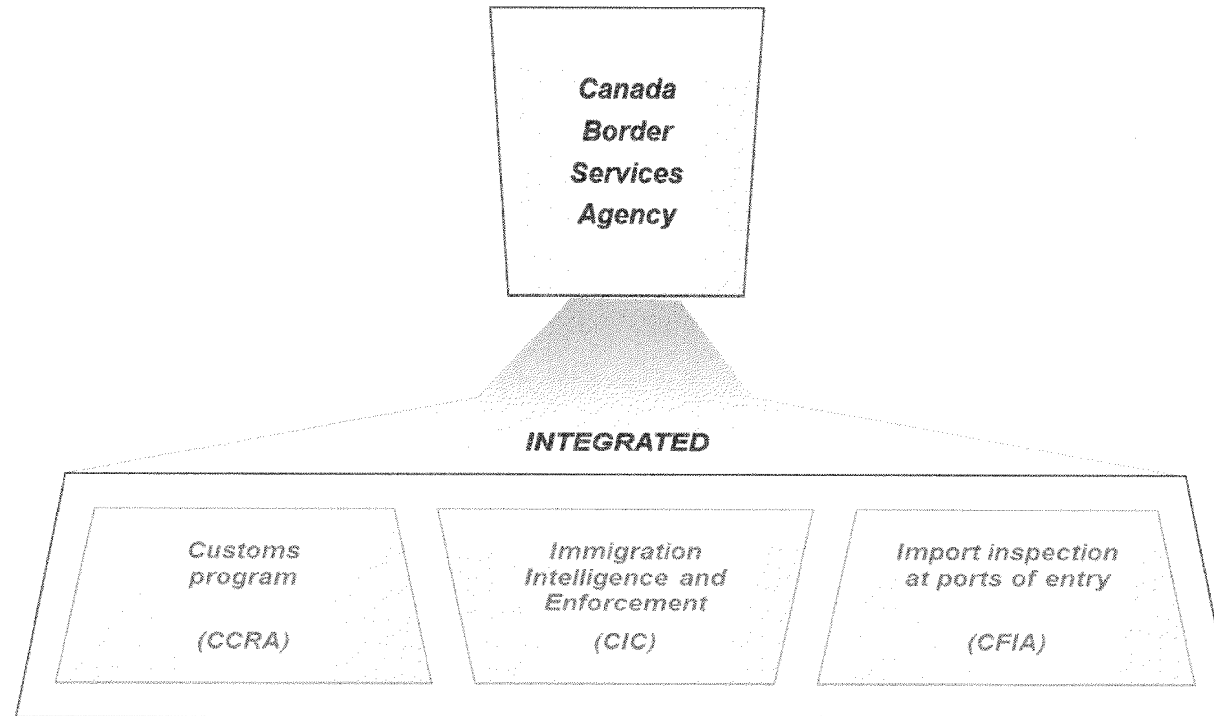 Canada
Border
Services
Agency
INTEGRATED
Customs
program
(CCRA)
Immigration
Intelligence and
Enforcement
(CIC)
Import inspection
at ports of entry
(CFIA)